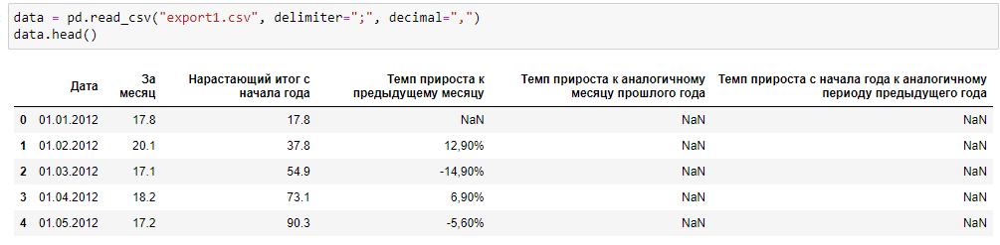 data = pd.read_csv("export1.csv", delimiter=";", decimal=",")
data.head()
Дата За месяц Нарастающий итог с начала года Темп прироста к предыдущему месяцу Темп прироста к аналогичному месяцу прошлого года Темп прироста с начала года к аналогичному периоду предыдущего года
0 01.01.2012 17.8 17.8 NaN NaN NaN
1 01.02.2012 20.1 37.8 12,90% NaN NaN
2 01.03.2012 17.1 54.9 -14,90% NaN NaN
3 01.04.2012 18.2 73.1 6,90% NaN NaN
4 01.05.2012 17.2 90.3 -5,60% NaN NaN